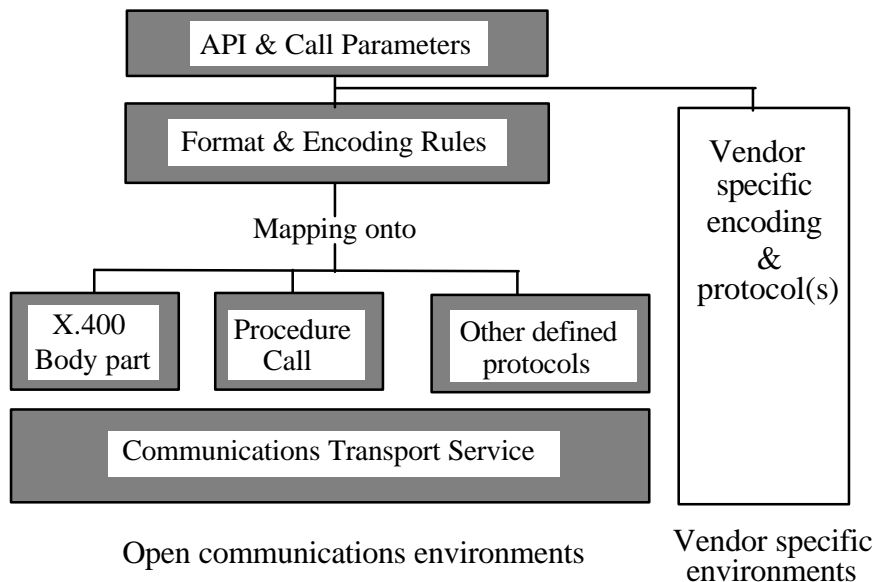 API & Call Parameters
Format & Encoding Rules
Mapping onto
X.400
Body part
Procedure
Call
Other defined
protocols
Communications Transport Service
Open communications environments
Vendor
specific
encoding
&
protocol(s)
Vendor specific
environments